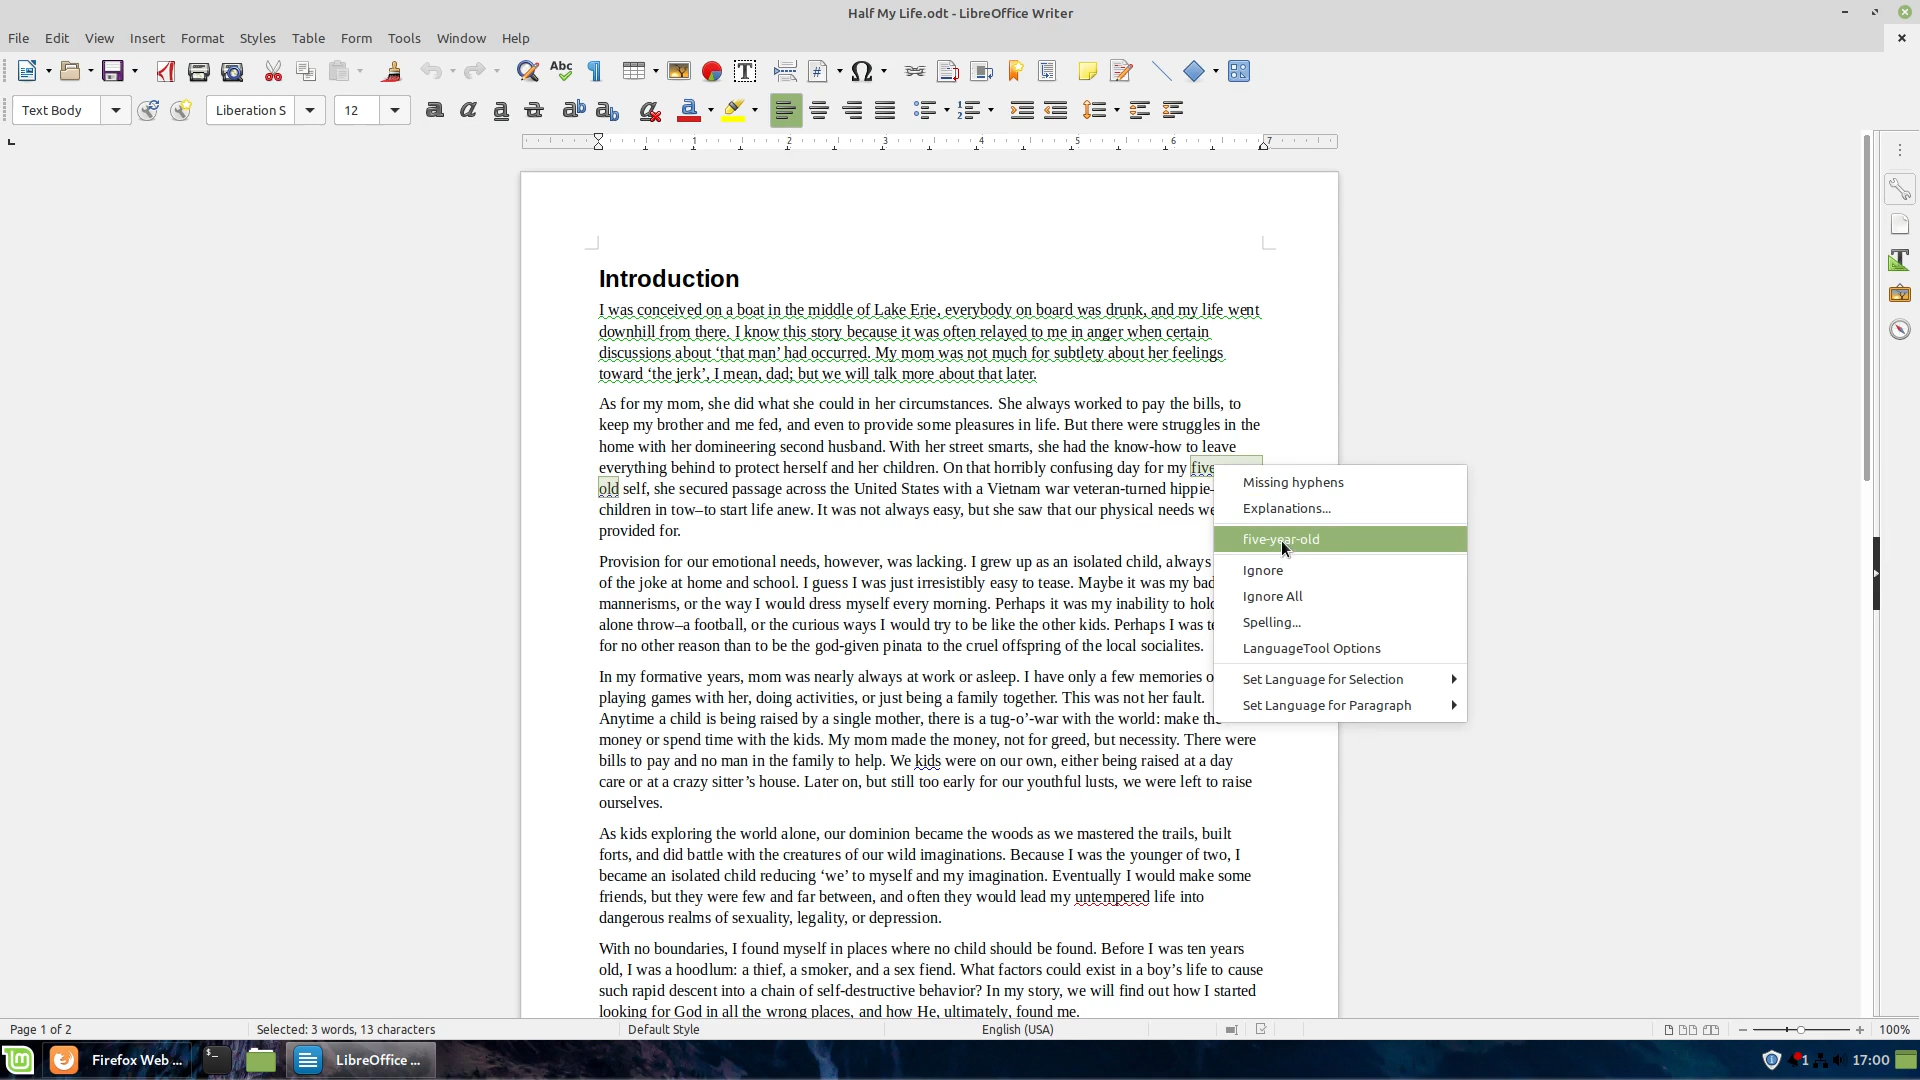 Half My Life.odt - LibreOffice Writer
File Edit View Insert Format Styles Table Form Tools Window Help
Text Body Liberation S 12
1 2 3 4 5 6 7
Introduction
I was conceived on a boat in the middle of Lake Erie, everybody on board was drunk, and my life went
downhill from there. I know this story because it was often relayed to me in anger when certain
discussions about ‘that man’ had occurred. My mom was not much for subtlety about her feelings
toward ‘the jerk’, I mean, dad; but we will talk more about that later.
As for my mom, she did what she could in her circumstances. She always worked to pay the bills, to
keep my brother and me fed, and even to provide some pleasures in life. But there were struggles in the
home with her domineering second husband. With her street smarts, she had the know-how to leave
everything behind to protect herself and her children. On that horribly confusing day for my five
old self, she secured passage across the United States with a Vietnam war veteran-turned hippie–
children in tow–to start life anew. It was not always easy, but she saw that our physical needs we
provided for.
Provision for our emotional needs, however, was lacking. I grew up as an isolated child, always
of the joke at home and school. I guess I was just irresistibly easy to tease. Maybe it was my bad
mannerisms, or the way I would dress myself every morning. Perhaps it was my inability to hold
alone throw–a football, or the curious ways I would try to be like the other kids. Perhaps I was te
for no other reason than to be the god-given pinata to the cruel offspring of the local socialites.
In my formative years, mom was nearly always at work or asleep. I have only a few memories o
playing games with her, doing activities, or just being a family together. This was not her fault.
Anytime a child is being raised by a single mother, there is a tug-o’-war with the world: make the
money or spend time with the kids. My mom made the money, not for greed, but necessity. There were
bills to pay and no man in the family to help. We kids were on our own, either being raised at a day
care or at a crazy sitter’s house. Later on, but still too early for our youthful lusts, we were left to raise
ourselves.
As kids exploring the world alone, our dominion became the woods as we mastered the trails, built
forts, and did battle with the creatures of our wild imaginations. Because I was the younger of two, I
became an isolated child reducing ‘we’ to myself and my imagination. Eventually I would make some
friends, but they were few and far between, and often they would lead my untempered life into
dangerous realms of sexuality, legality, or depression.
With no boundaries, I found myself in places where no child should be found. Before I was ten years
old, I was a hoodlum: a thief, a smoker, and a sex fiend. What factors could exist in a boy’s life to cause
such rapid descent into a chain of self-destructive behavior? In my story, we will find out how I started
looking for God in all the wrong places, and how He, ultimately, found me.
Missing hyphens
Explanations...
five-year-old
Ignore
Ignore All
Spelling...
LanguageTool Options
Set Language for Selection
Set Language for Paragraph
Page 1 of 2 Selected: 3 words, 13 characters Default Style English (USA) 100%
Firefox Web ... LibreOffice ... 1 17:00